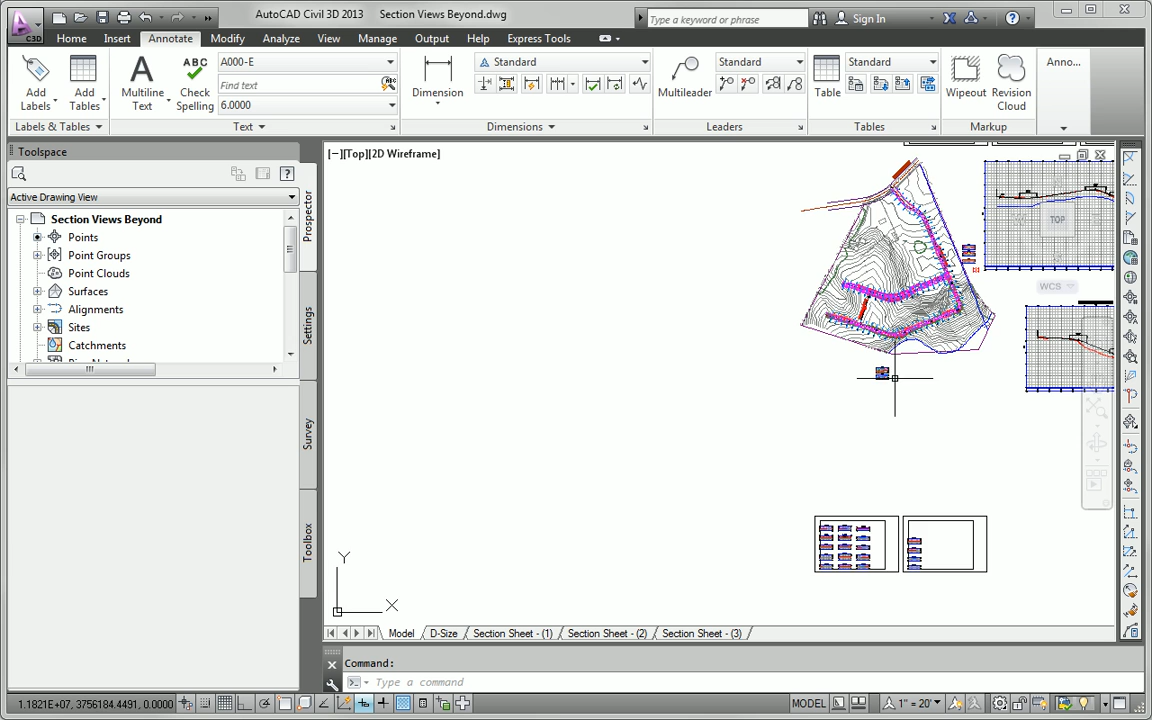 AutoCAD Civil 3D 2013 Section Views Beyond.dwg
Type a keyword or phrase
Sign In
C3D
Home Insert Annotate Modify Analyze View Manage Output Help Express Tools
Add Labels
Add Tables
Multiline Text
ABC
Check Spelling
A000-E
Find text
6.0000
Dimension
Standard
Multileader
Standard
Table
Standard
Wipeout
Revision Cloud
Anno...
Labels & Tables
Text
Dimensions
Leaders
Tables
Markup
Toolspace
Active Drawing View
Section Views Beyond
Points
Point Groups
Point Clouds
Surfaces
Alignments
Sites
Catchments
Prospector
Settings
Survey
Toolbox
[−][Top][2D Wireframe]
TOP
WCS
Y
X
Model D-Size Section Sheet - (1) Section Sheet - (2) Section Sheet - (3)
Command:
Type a command
1.1821E+07, 3756184.4491, 0.0000
MODEL
1" = 20'